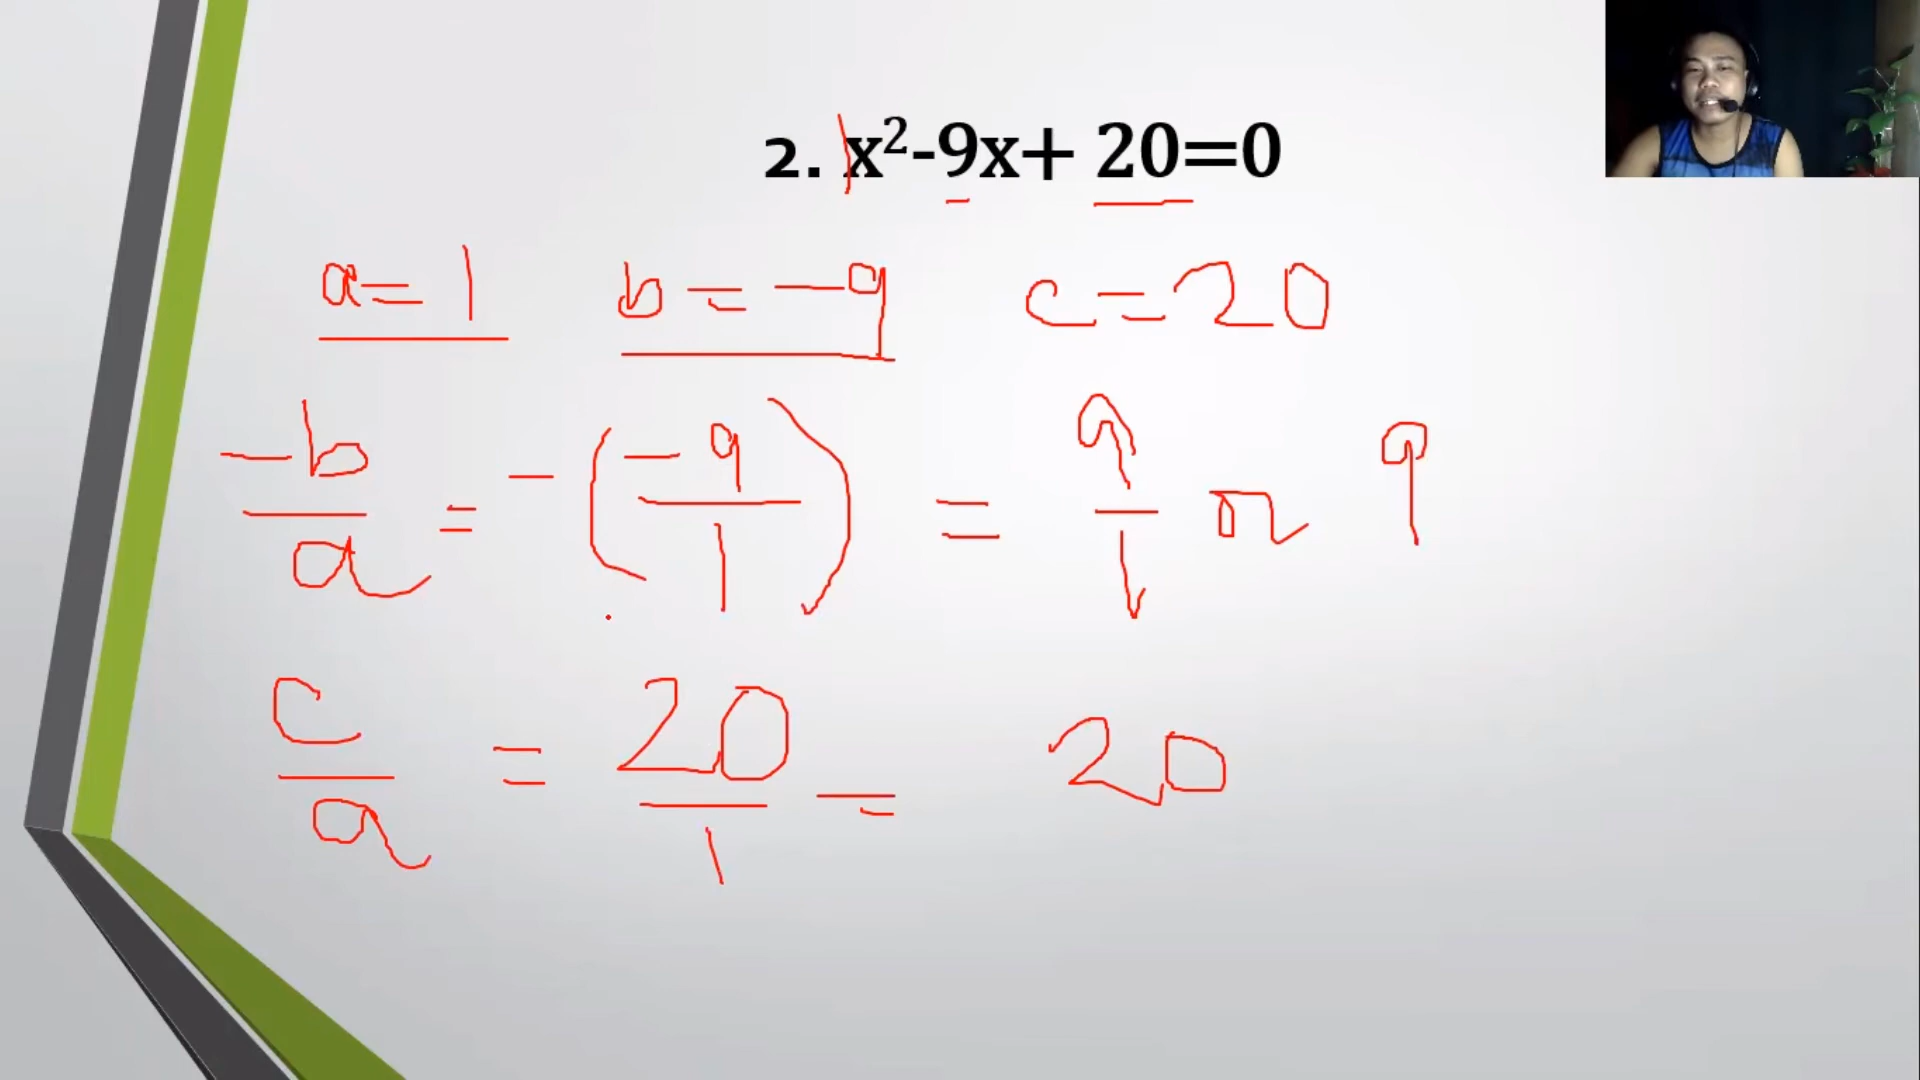 2. x²-9x+ 20=0
a = 1 b = -9 c = 20
-b/a = -(-9/1) = 9/1 or 9
c/a = 20/1 = 20